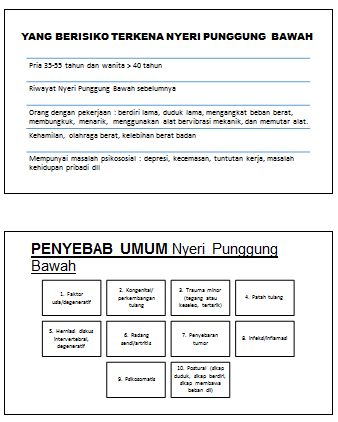 YANG BERISIKO TERKENA NYERI PUNGGUNG BAWAH
Pria 35-55 tahun dan wanita > 40 tahun
Riwayat Nyeri Punggung Bawah sebelumnya
Orang dengan pekerjaan : berdiri lama, duduk lama, mengangkat beban berat,
membungkuk, menarik, menggunakan alat bervibrasi mekanik, dan memutar alat.
Kehamilan, olahraga berat, kelebihan berat badan
Mempunyai masalah psikososial : depresi, kecemasan, tuntutan kerja, masalah
kehidupan pribadi dll
PENYEBAB UMUM Nyeri Punggung
Bawah
1. Faktor
usia/degeneratif
2. Kongenital/
perkembangan
tulang
3. Trauma minor
(tegang atau
keseleo, tertarik)
4. Patah tulang
5. Herniasi diskus
intervertebral,
degeneratif
6. Radang
sendi/artritis
7. Penyebaran
tumor
8. Infeksi/inflamasi
9. Psikosomatis
10. Postural (sikap
duduk, sikap berdiri,
sikap membawa
beban dll)